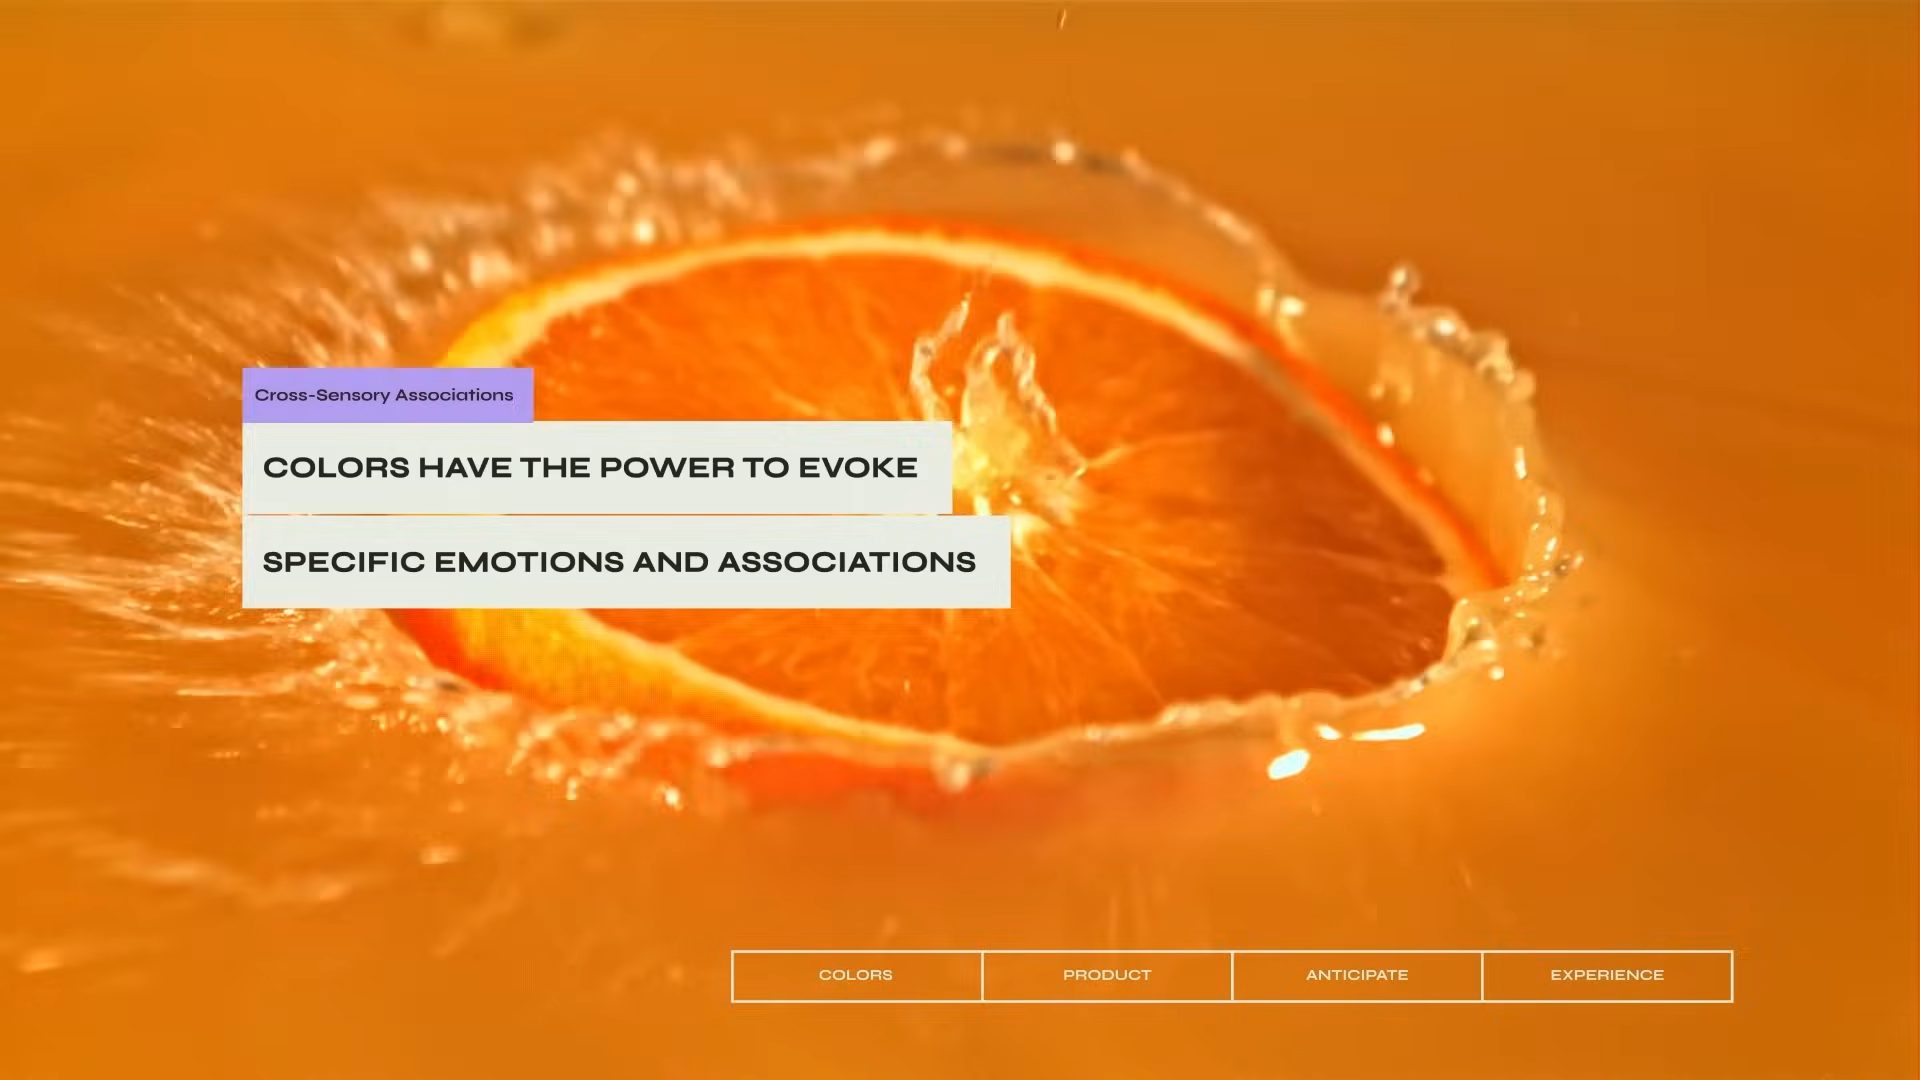 Cross-Sensory Associations
COLORS HAVE THE POWER TO EVOKE
SPECIFIC EMOTIONS AND ASSOCIATIONS
COLORS
PRODUCT
ANTICIPATE
EXPERIENCE